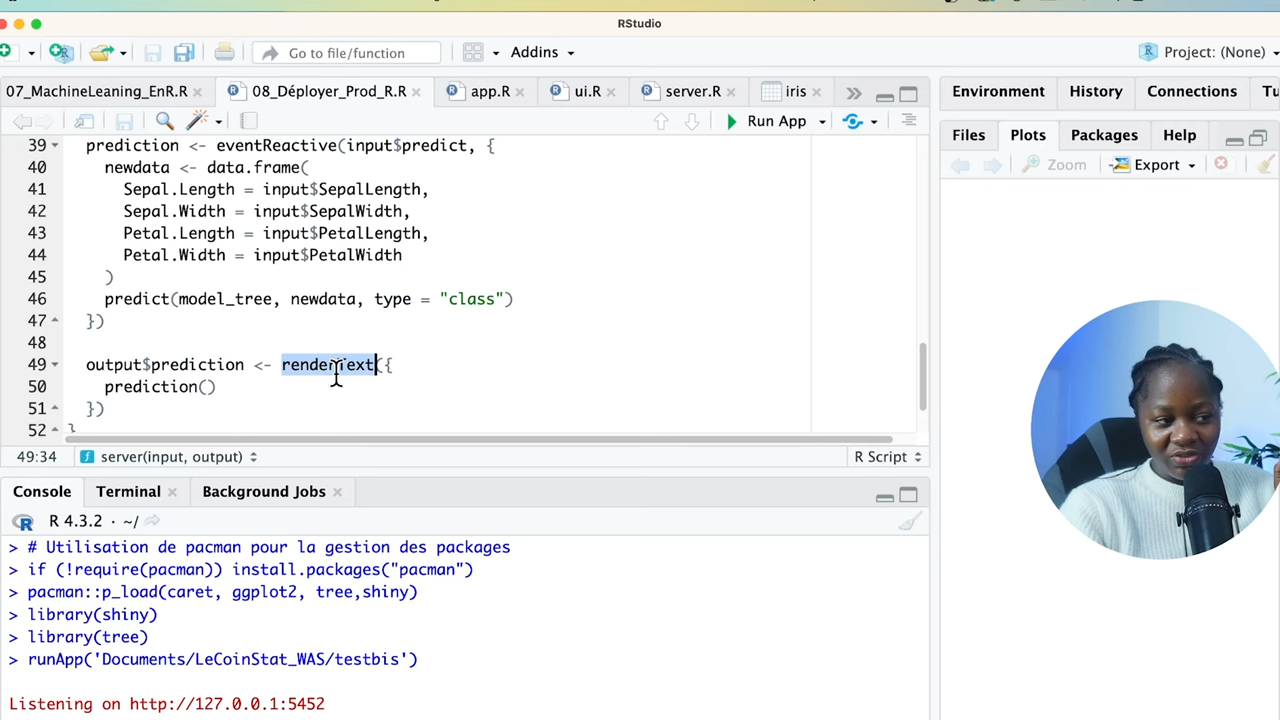 RStudio
Go to file/function
Addins
Project: (None)
07_MachineLeaning_EnR.R
08_Déployer_Prod_R.R
app.R
ui.R
server.R
iris
Run App
39 prediction <- eventReactive(input$predict, {
40 newdata <- data.frame(
41 Sepal.Length = input$SepalLength,
42 Sepal.Width = input$SepalWidth,
43 Petal.Length = input$PetalLength,
44 Petal.Width = input$PetalWidth
45 )
46 predict(model_tree, newdata, type = "class")
47 })
48
49 output$prediction <- renderText({
50 prediction()
51 })
52 }
49:34 server(input, output) R Script
Console Terminal Background Jobs
R 4.3.2 · ~/
> # Utilisation de pacman pour la gestion des packages
> if (!require(pacman)) install.packages("pacman")
> pacman::p_load(caret, ggplot2, tree,shiny)
> library(shiny)
> library(tree)
> runApp('Documents/LeCoinStat_WAS/testbis')
Listening on http://127.0.0.1:5452
Environment History Connections
Files Plots Packages Help
Zoom Export